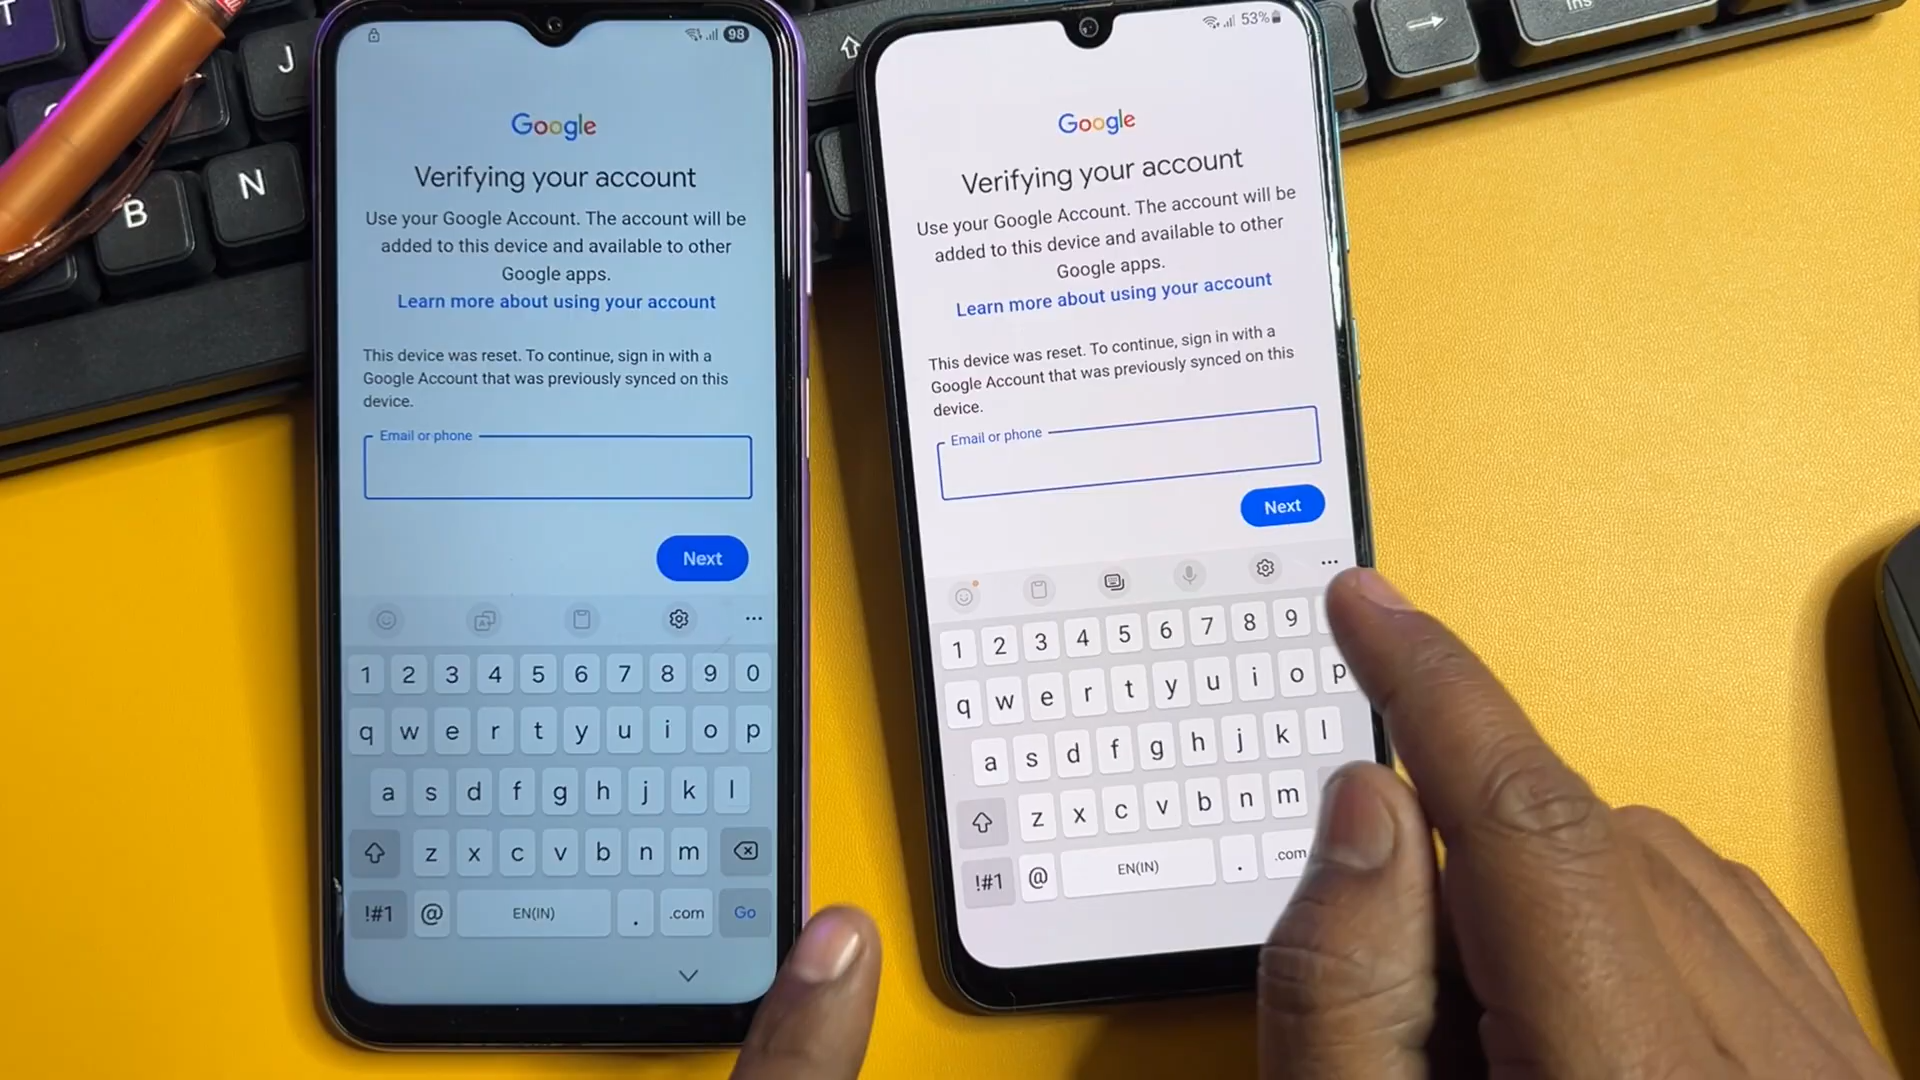 J
B
N
Ins
98
Google
Verifying your account
Use your Google Account. The account will be
added to this device and available to other
Google apps.
Learn more about using your account
This device was reset. To continue, sign in with a
Google Account that was previously synced on this
device.
Email or phone
Next
1 2 3 4 5 6 7 8 9 0
q w e r t y u i o p
a s d f g h j k l
z x c v b n m
!#1 @ EN(IN) . .com Go
53%
Google
Verifying your account
Use your Google Account. The account will be
added to this device and available to other
Google apps.
Learn more about using your account
This device was reset. To continue, sign in with a
Google Account that was previously synced on this
device.
Email or phone
Next
1 2 3 4 5 6 7 8 9
q w e r t y u i o p
a s d f g h j k l
z x c v b n m
!#1 @ EN(IN) . .com